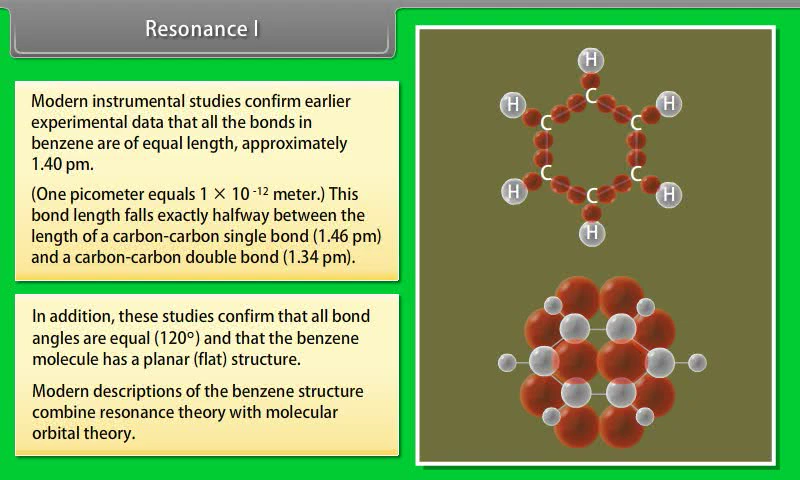 Resonance I
Modern instrumental studies confirm earlier
experimental data that all the bonds in
benzene are of equal length, approximately
1.40 pm.
(One picometer equals 1 × 10 -12 meter.) This
bond length falls exactly halfway between the
length of a carbon-carbon single bond (1.46 pm)
and a carbon-carbon double bond (1.34 pm).
In addition, these studies confirm that all bond
angles are equal (120º) and that the benzene
molecule has a planar (flat) structure.
Modern descriptions of the benzene structure
combine resonance theory with molecular
orbital theory.
H
H
H
C
C
C
C
C
C
H
H
H